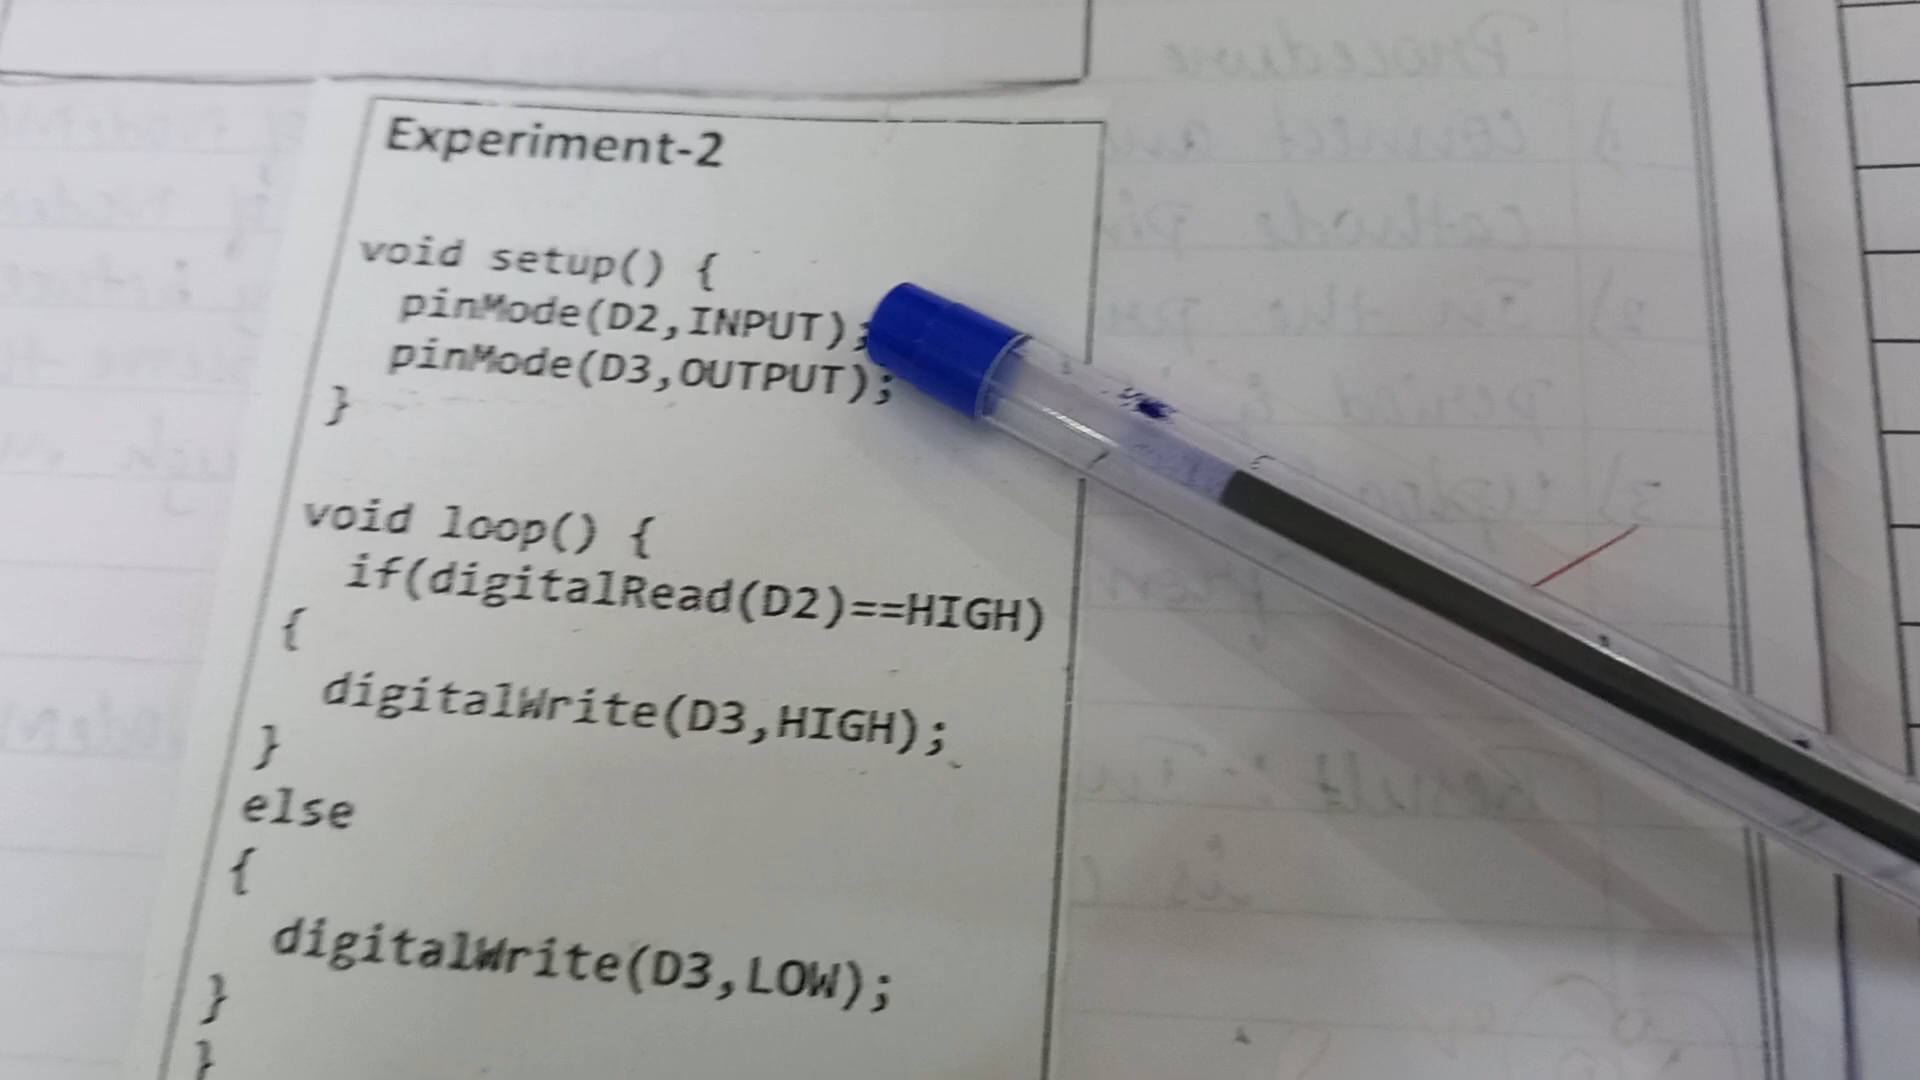 Experiment-2
void setup() {
pinMode(D2,INPUT);
pinMode(D3,OUTPUT);
}
void loop() {
if(digitalRead(D2)==HIGH)
{
digitalWrite(D3,HIGH);
}
else
{
digitalWrite(D3,LOW);
}
}